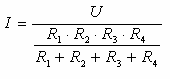 I = U
R₁ · R₂ · R₃ · R₄
R₁ + R₂ + R₃ + R₄